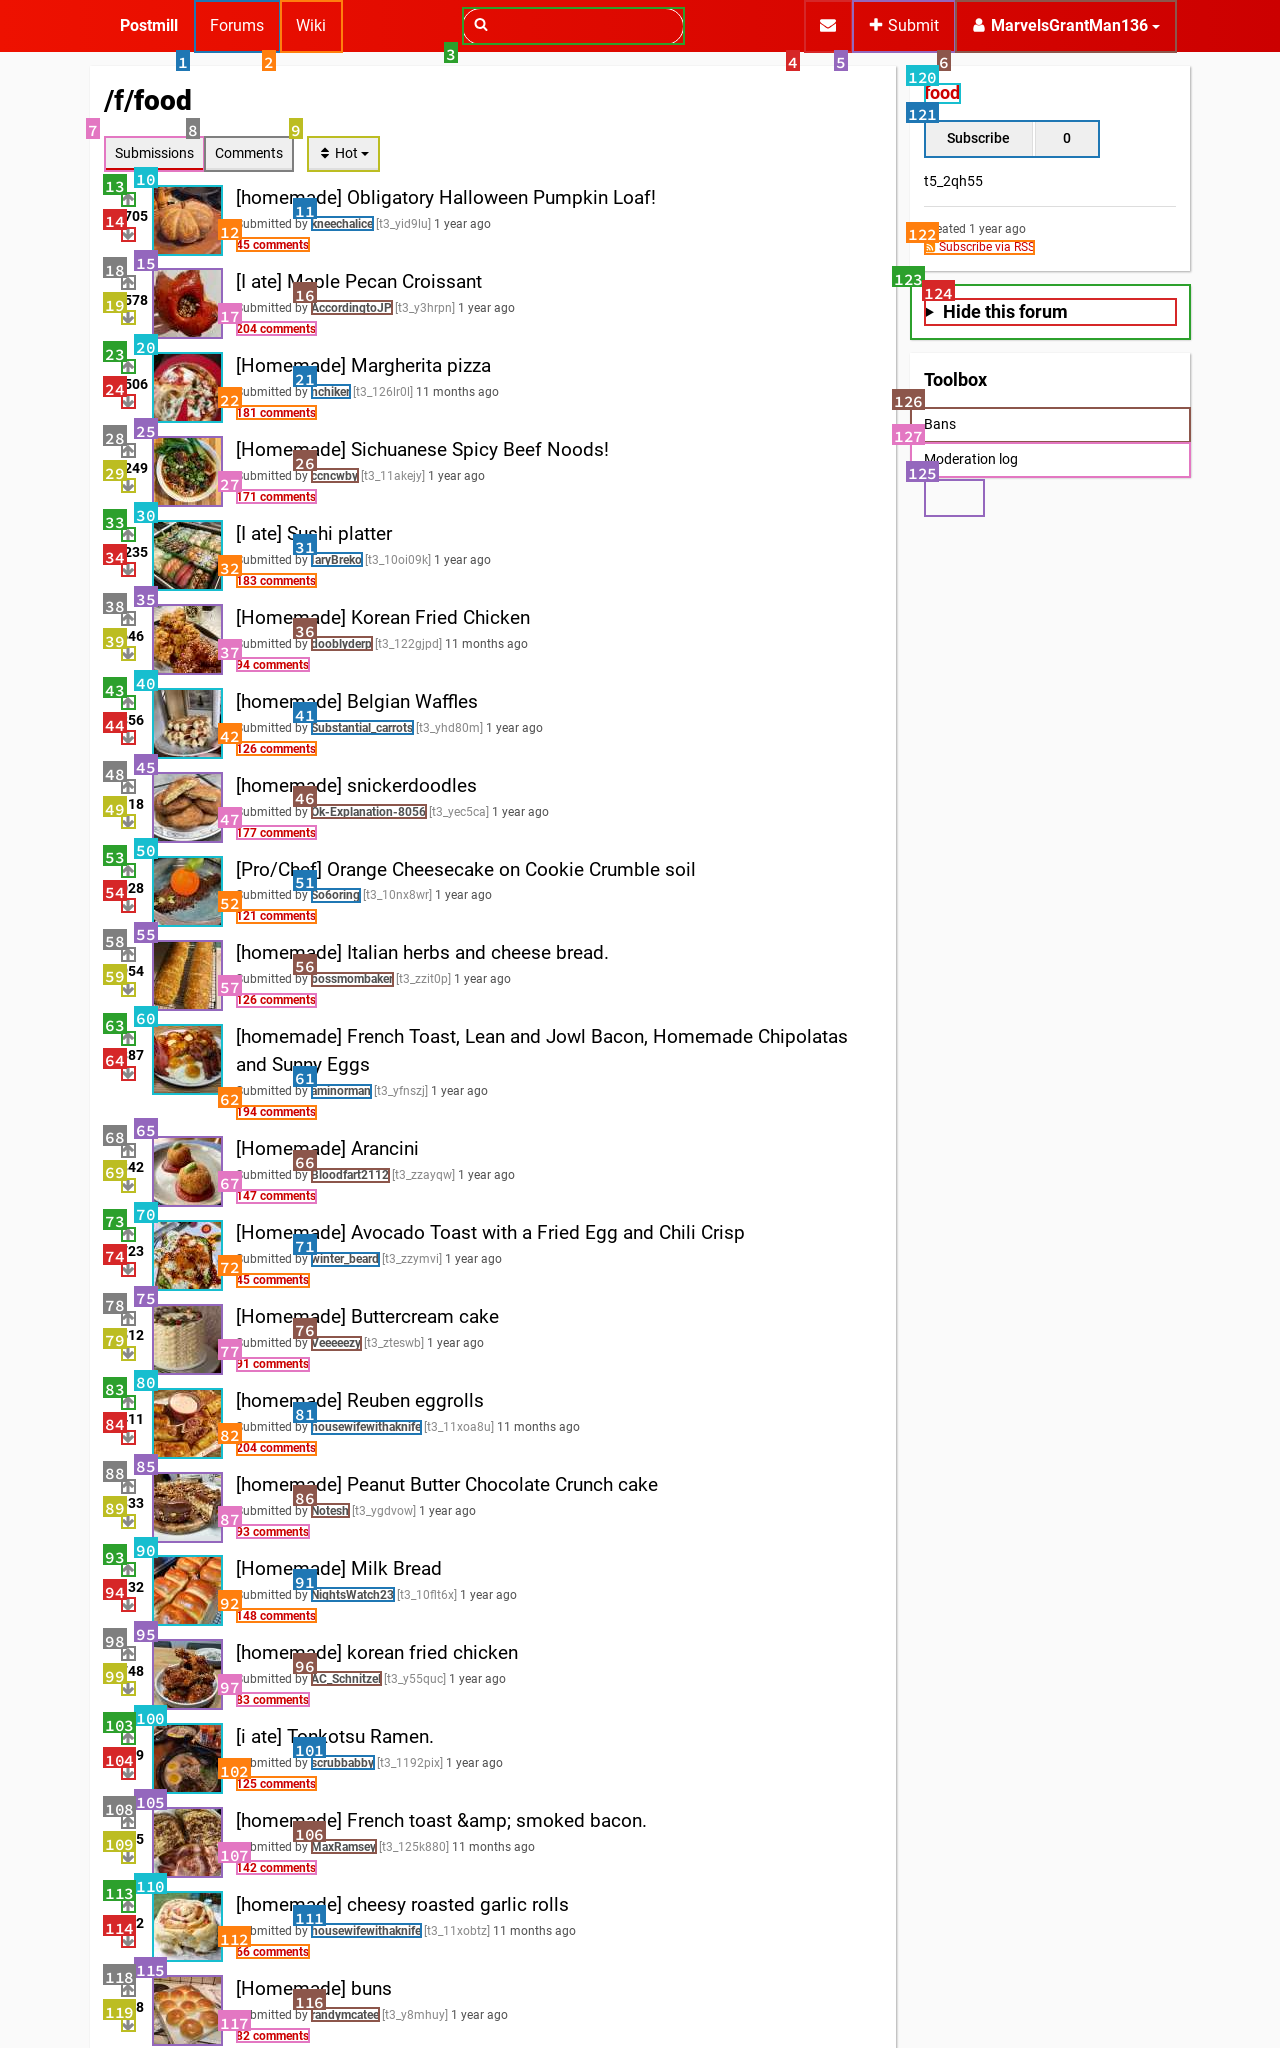 Postmill
Forums
Wiki
Submit
MarvelsGrantMan136
1
2
3
4
5
6
/f/food
7
8
9
Submissions
Comments
Hot
13
10
[homemade] Obligatory Halloween Pumpkin Loaf!
14
705
12
11
submitted by kneechalice [t3_yid9lu] 1 year ago
45 comments
18
15
[I ate] Maple Pecan Croissant
19
578
17
16
submitted by AccordingtoJP [t3_y3hrpn] 1 year ago
204 comments
23
20
[Homemade] Margherita pizza
24
506
22
21
submitted by nchiker [t3_126lr0l] 11 months ago
181 comments
28
25
[Homemade] Sichuanese Spicy Beef Noods!
29
249
27
26
submitted by ccncwby [t3_11akejy] 1 year ago
171 comments
33
30
[I ate] Sushi platter
34
235
32
31
submitted by [t3_10oi09k] 1 year ago
183 comments
38
35
[Homemade] Korean Fried Chicken
39
46
37
36
submitted by dooblyderp [t3_122gjpd] 11 months ago
94 comments
43
40
[homemade] Belgian Waffles
44
56
42
41
submitted by Substantial_carrots [t3_yhd80m] 1 year ago
126 comments
48
45
[homemade] snickerdoodles
49
18
47
46
submitted by Ok-Explanation-8056 [t3_yec5ca] 1 year ago
177 comments
53
50
[Pro/Chef] Orange Cheesecake on Cookie Crumble soil
54
28
52
51
submitted by So6oring [t3_10nx8wr] 1 year ago
121 comments
58
55
[homemade] Italian herbs and cheese bread.
59
54
57
56
submitted by bossmombaker [t3_zzit0p] 1 year ago
126 comments
63
60
[homemade] French Toast, Lean and Jowl Bacon, Homemade Chipolatas
and Sunny Eggs
64
87
62
61
submitted by aminorman [t3_yfnszj] 1 year ago
194 comments
68
65
[Homemade] Arancini
69
42
67
66
submitted by Bloodfart2112 [t3_zzayqw] 1 year ago
147 comments
73
70
[Homemade] Avocado Toast with a Fried Egg and Chili Crisp
74
23
72
71
submitted by winter_beard [t3_zzymvi] 1 year ago
45 comments
78
75
[Homemade] Buttercream cake
79
12
77
76
submitted by Veeeeezy [t3_zteswb] 1 year ago
91 comments
83
80
[homemade] Reuben eggrolls
84
11
82
81
submitted by housewifewithaknife [t3_11xoa8u] 11 months ago
204 comments
88
85
[homemade] Peanut Butter Chocolate Crunch cake
89
33
87
86
submitted by Notesh [t3_ygdvow] 1 year ago
93 comments
93
90
[Homemade] Milk Bread
94
32
92
91
submitted by NightsWatch23 [t3_10flt6x] 1 year ago
148 comments
98
95
[homemade] korean fried chicken
99
48
97
96
submitted by AC_Schnitzel [t3_y55quc] 1 year ago
83 comments
103
100
[i ate] Tonkotsu Ramen.
104
9
102
101
submitted by scrubbabby [t3_1192pix] 1 year ago
125 comments
108
105
[homemade] French toast &amp; smoked bacon.
109
5
107
106
submitted by MaxRamsey [t3_125k880] 11 months ago
142 comments
113
110
[homemade] cheesy roasted garlic rolls
114
2
112
111
submitted by housewifewithaknife [t3_11xobtz] 11 months ago
66 comments
118
115
[Homemade] buns
119
8
117
116
submitted by randymcatee [t3_y8mhuy] 1 year ago
82 comments
120
food
121
Subscribe
0
t5_2qh55
122
Created 1 year ago
Subscribe via RSS
123
124
Hide this forum
Toolbox
126
Bans
127
Moderation log
125